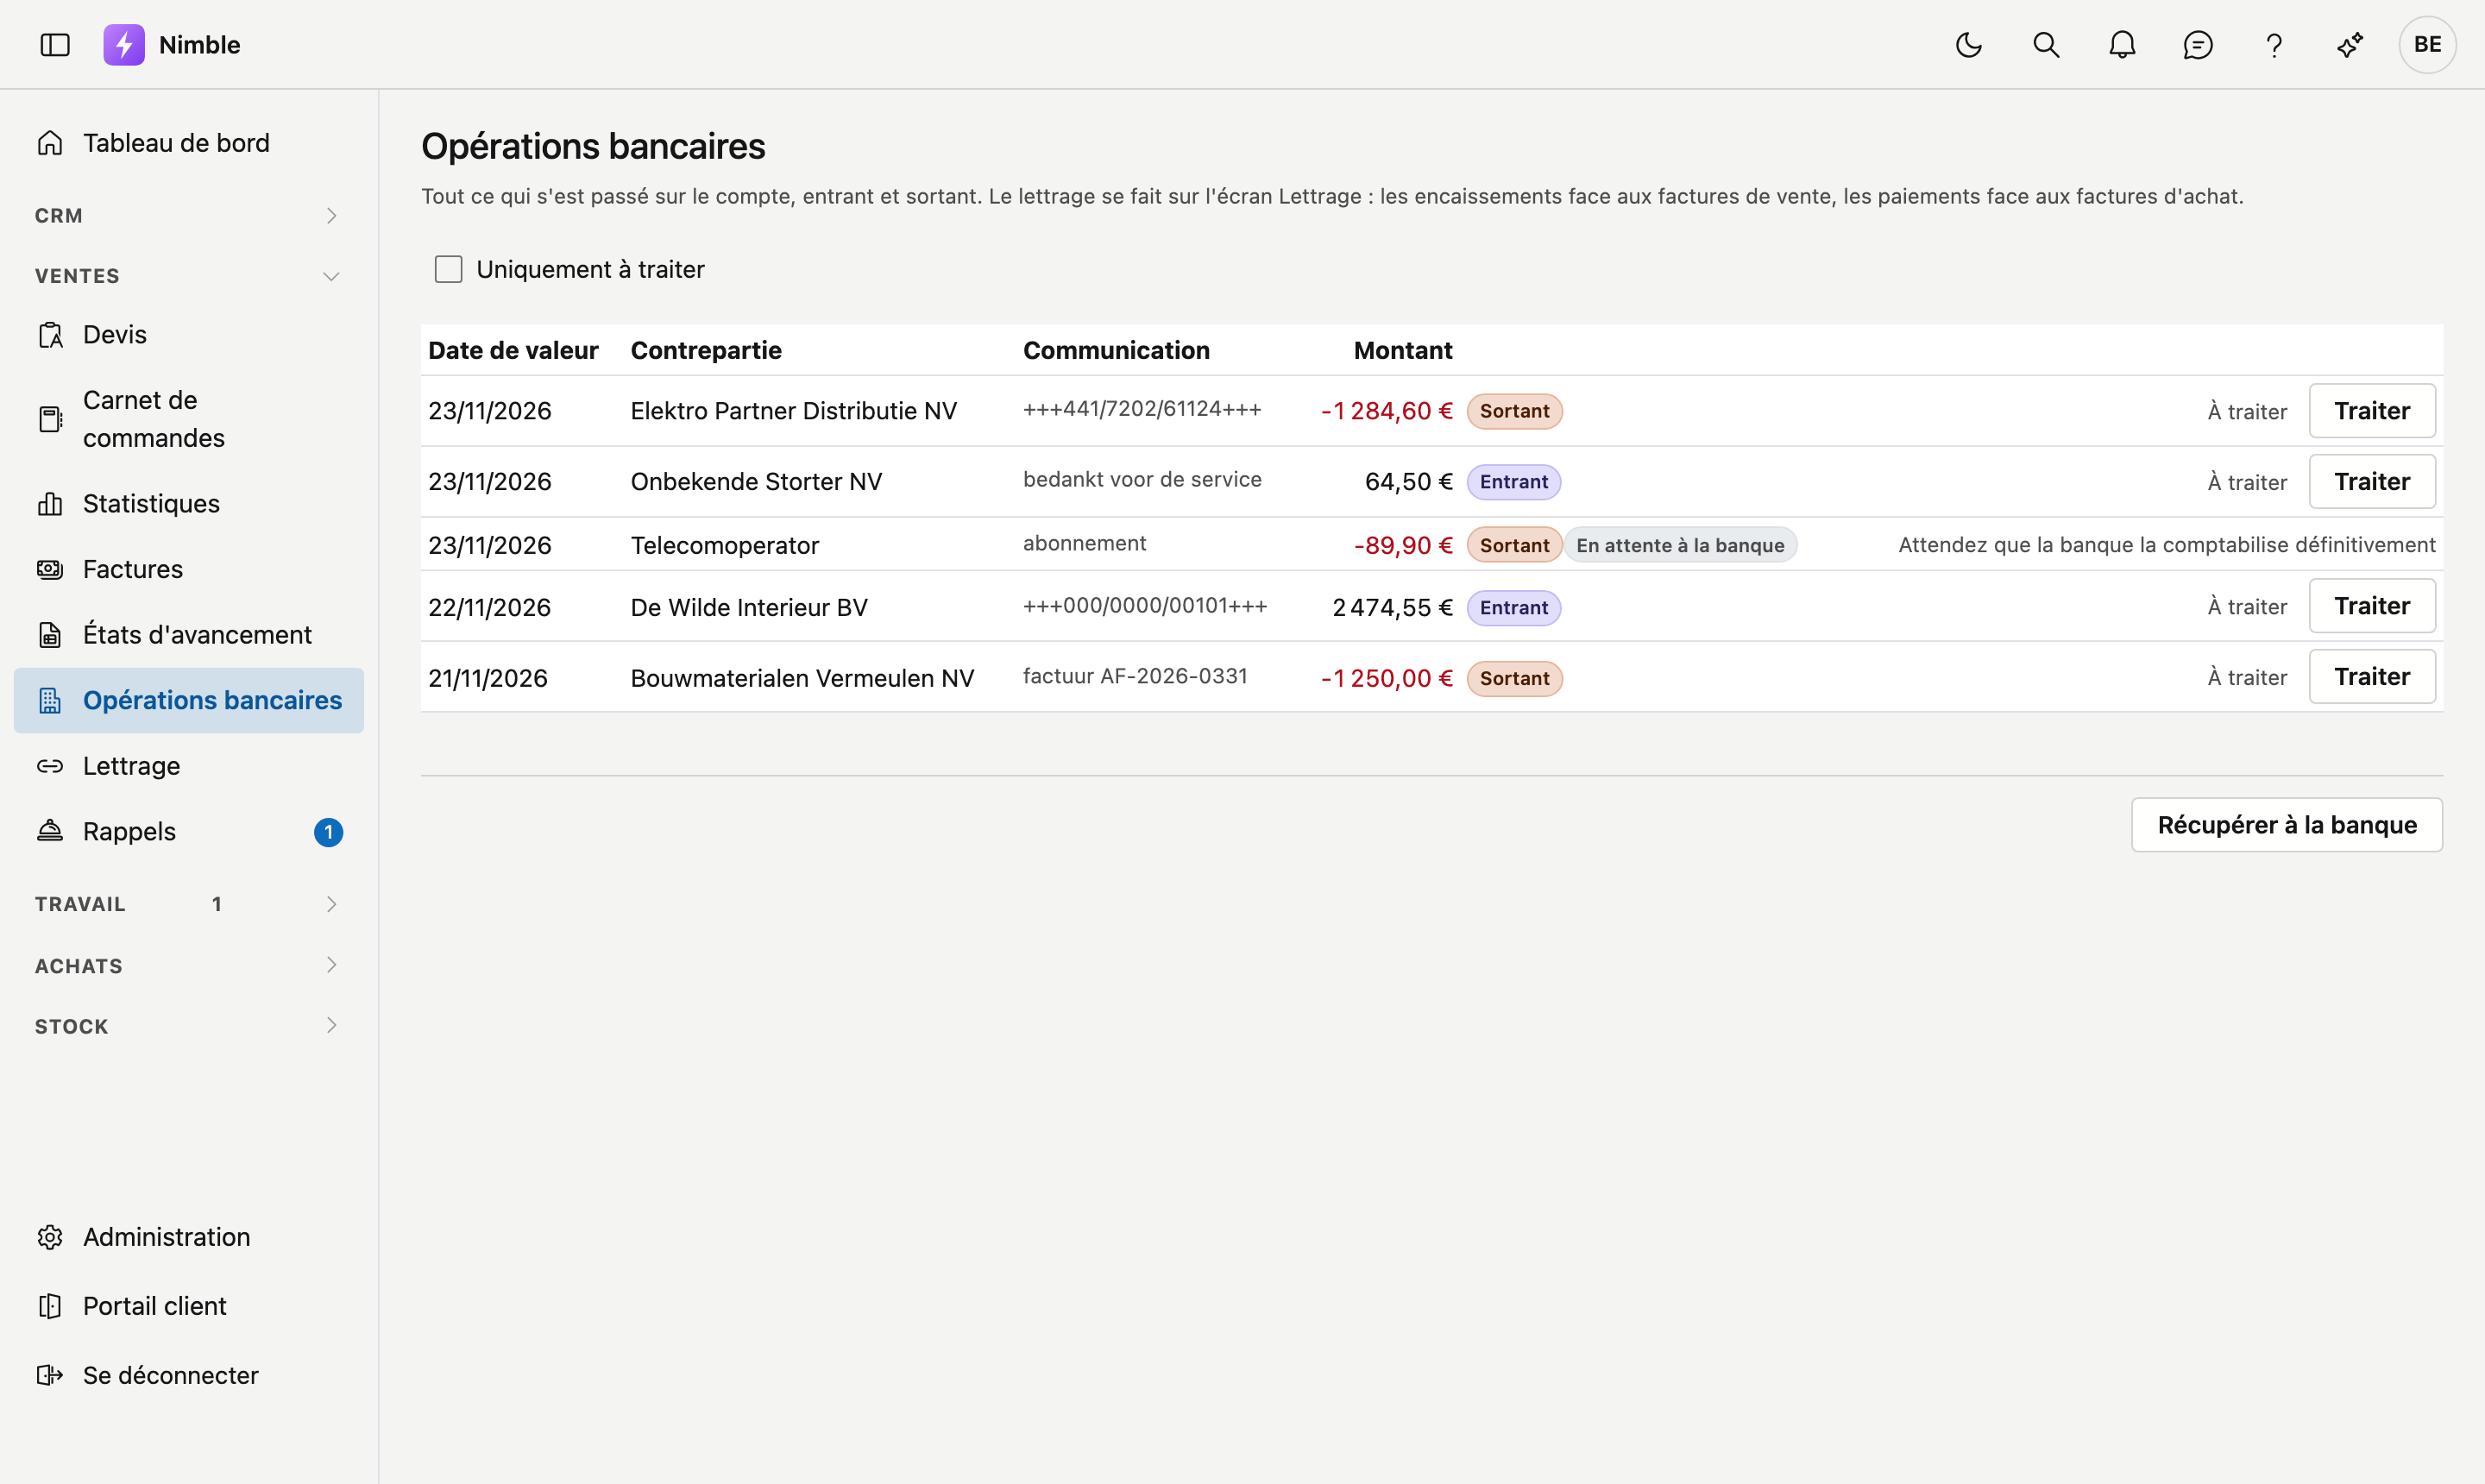 Nimble
BE
Tableau de bord
CRM
VENTES
Devis
Carnet de
commandes
Statistiques
Factures
États d'avancement
Opérations bancaires
Lettrage
Rappels 1
TRAVAIL 1
ACHATS
STOCK
Administration
Portail client
Se déconnecter
Opérations bancaires
Tout ce qui s'est passé sur le compte, entrant et sortant. Le lettrage se fait sur l'écran Lettrage : les encaissements face aux factures de vente, les paiements face aux factures d'achat.
Uniquement à traiter
Date de valeur Contrepartie Communication Montant
23/11/2026 Elektro Partner Distributie NV +++441/7202/61124+++ -1 284,60 € Sortant À traiter Traiter
23/11/2026 Onbekende Storter NV bedankt voor de service 64,50 € Entrant À traiter Traiter
23/11/2026 Telecomoperator abonnement -89,90 € Sortant En attente à la banque Attendez que la banque la comptabilise définitivement
22/11/2026 De Wilde Interieur BV +++000/0000/00101+++ 2 474,55 € Entrant À traiter Traiter
21/11/2026 Bouwmaterialen Vermeulen NV factuur AF-2026-0331 -1 250,00 € Sortant À traiter Traiter
Récupérer à la banque